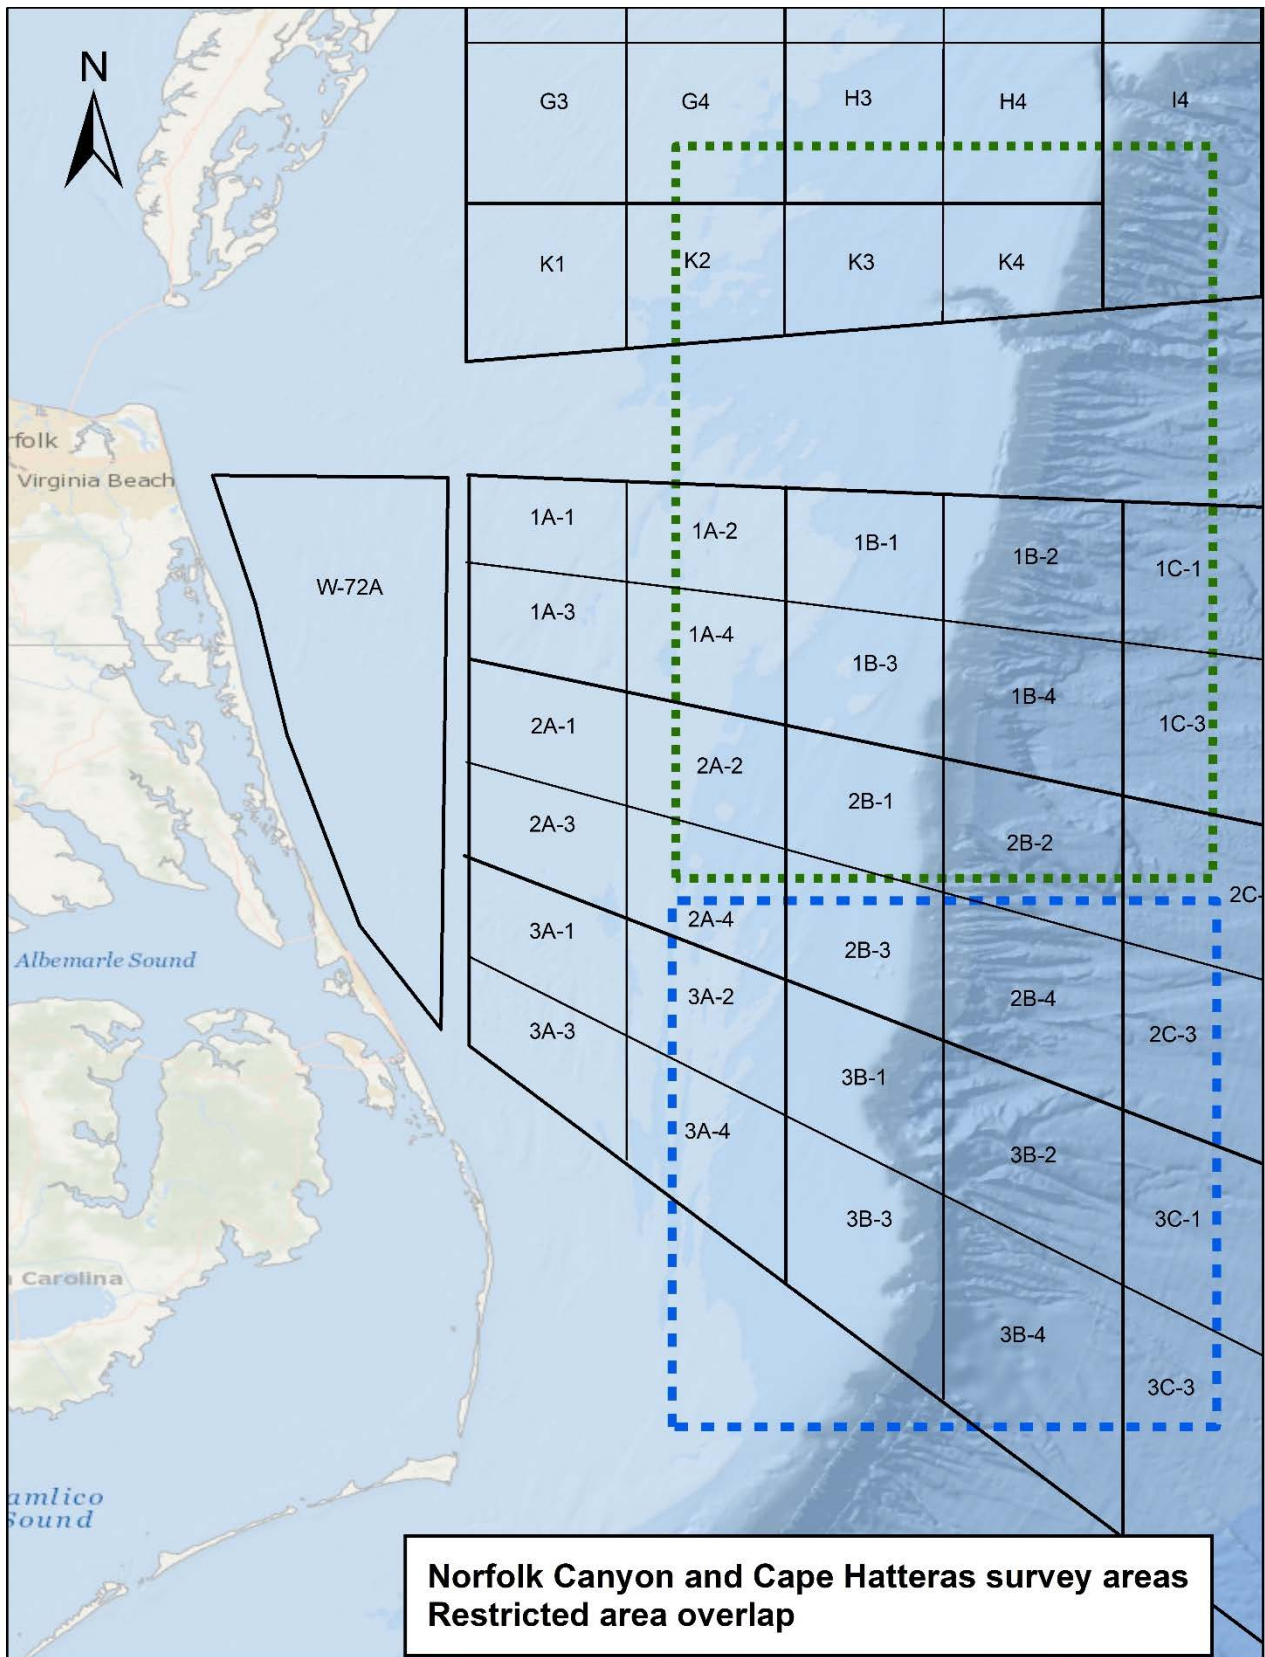 N
G3
G4
H3
H4
I4
K1
K2
K3
K4
rfolk
Virginia Beach
W-72A
1A-1
1A-2
1B-1
1B-2
1C-1
1A-3
1A-4
1B-3
1B-4
1C-3
2A-1
2A-2
2B-1
2B-2
2C-
2A-3
2A-4
2B-3
2B-4
2C-3
3A-1
3A-2
3B-1
3B-2
3C-1
3A-3
3A-4
3B-3
3B-4
3C-3
Albemarle Sound
Carolina
amlico
Sound
Norfolk Canyon and Cape Hatteras survey areas
Restricted area overlap